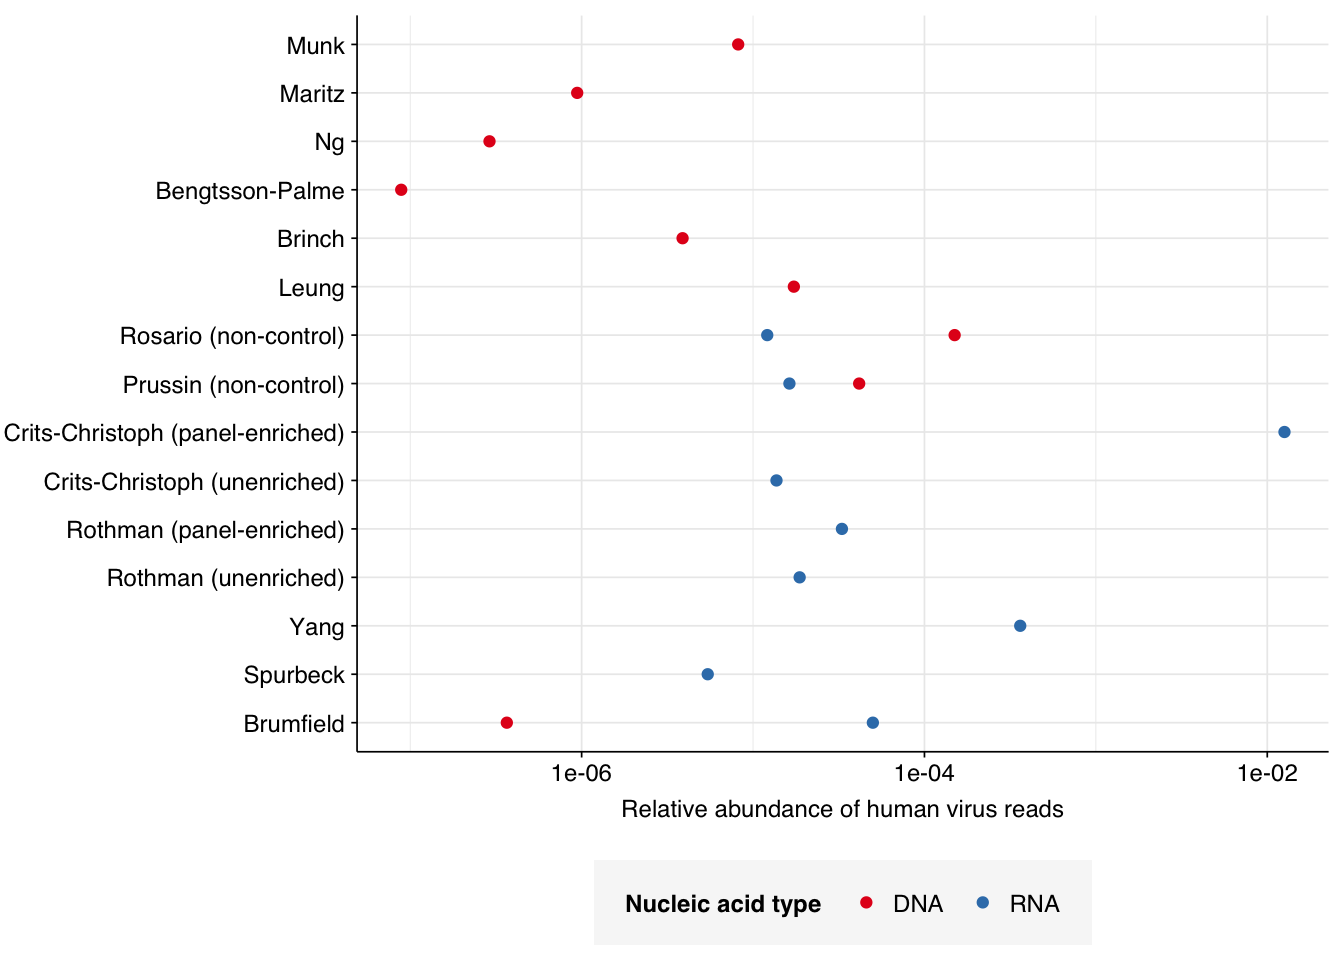 Munk
Maritz
Ng
Bengtsson-Palme
Brinch
Leung
Rosario (non-control)
Prussin (non-control)
Crits-Christoph (panel-enriched)
Crits-Christoph (unenriched)
Rothman (panel-enriched)
Rothman (unenriched)
Yang
Spurbeck
Brumfield
1e-06 1e-04 1e-02
Relative abundance of human virus reads
Nucleic acid type DNA RNA